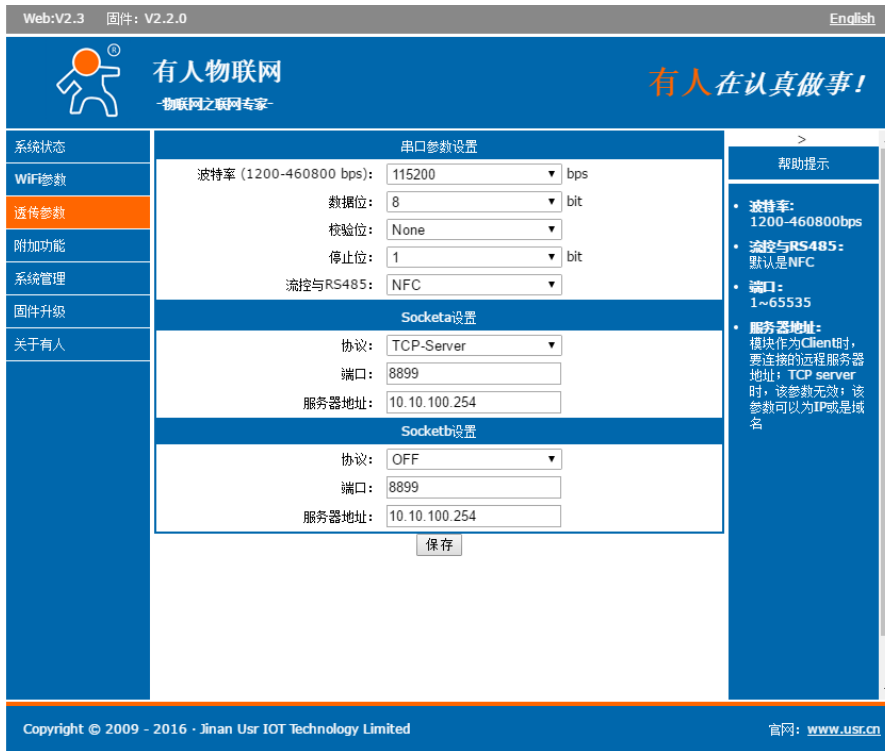 Web:V2.3 固件: V2.2.0 English
®
有人物联网
-物联网之联网专家-
有人在认真做事!
系统状态
WiFi参数
透传参数
附加功能
系统管理
固件升级
关于有人
串口参数设置
波特率 (1200-460800 bps): 115200 bps
数据位: 8 bit
校验位: None
停止位: 1 bit
流控与RS485: NFC
Socketa设置
协议: TCP-Server
端口: 8899
服务器地址: 10.10.100.254
Socketb设置
协议: OFF
端口: 8899
服务器地址: 10.10.100.254
保存
>
帮助提示
• 波特率:
1200-460800bps
• 流控与RS485:
默认是NFC
• 端口:
1~65535
• 服务器地址:
模块作为Client时,
要连接的远程服务器
地址; TCP server
时, 该参数无效; 该
参数可以为IP或是域
名
Copyright © 2009 - 2016 · Jinan Usr IOT Technology Limited 官网: www.usr.cn